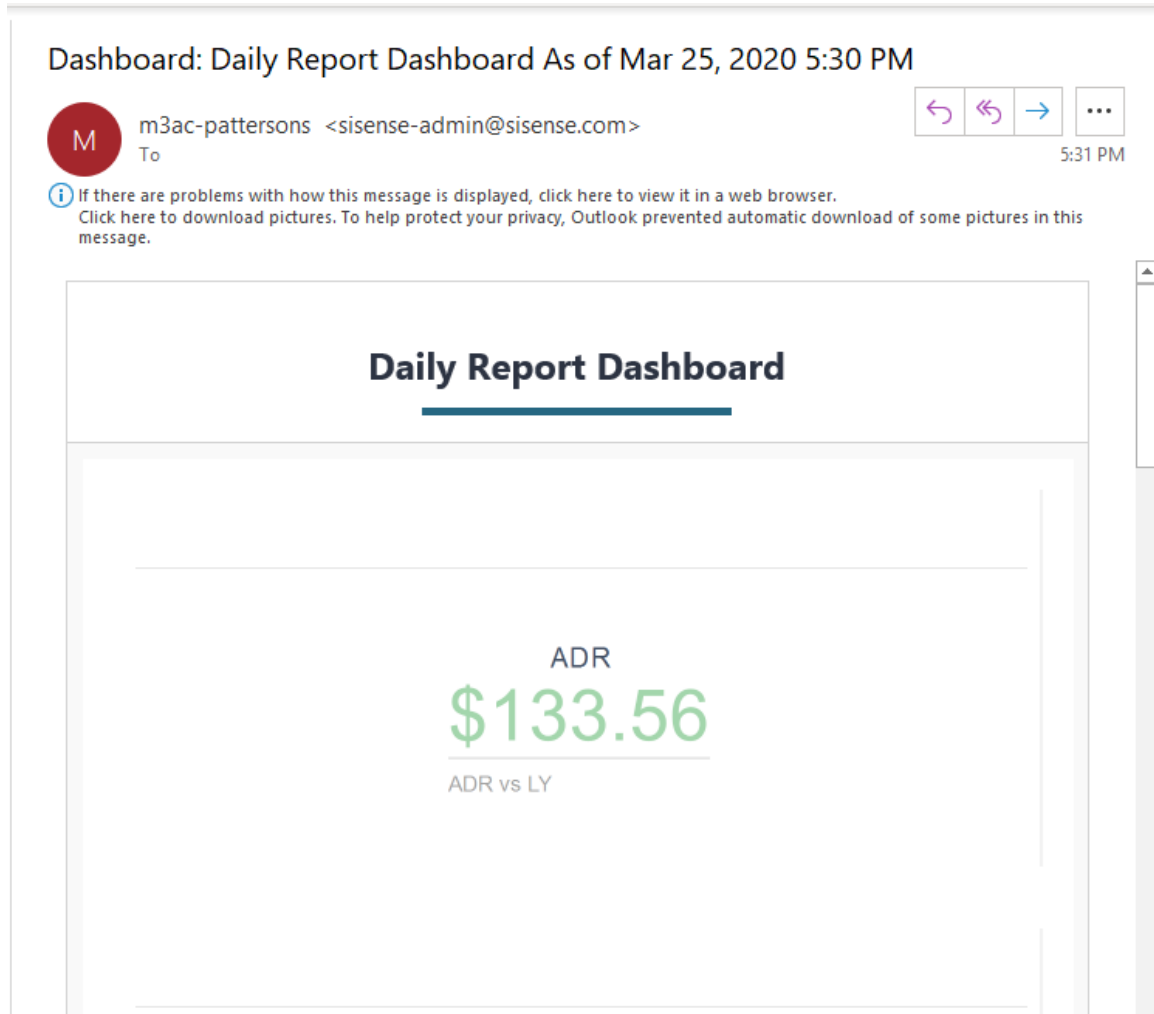 Dashboard: Daily Report Dashboard As of Mar 25, 2020 5:30 PM
M
m3ac-pattersons <sisense-admin@sisense.com>
To
5:31 PM
If there are problems with how this message is displayed, click here to view it in a web browser.
Click here to download pictures. To help protect your privacy, Outlook prevented automatic download of some pictures in this
message.
Daily Report Dashboard
ADR
$133.56
ADR vs LY